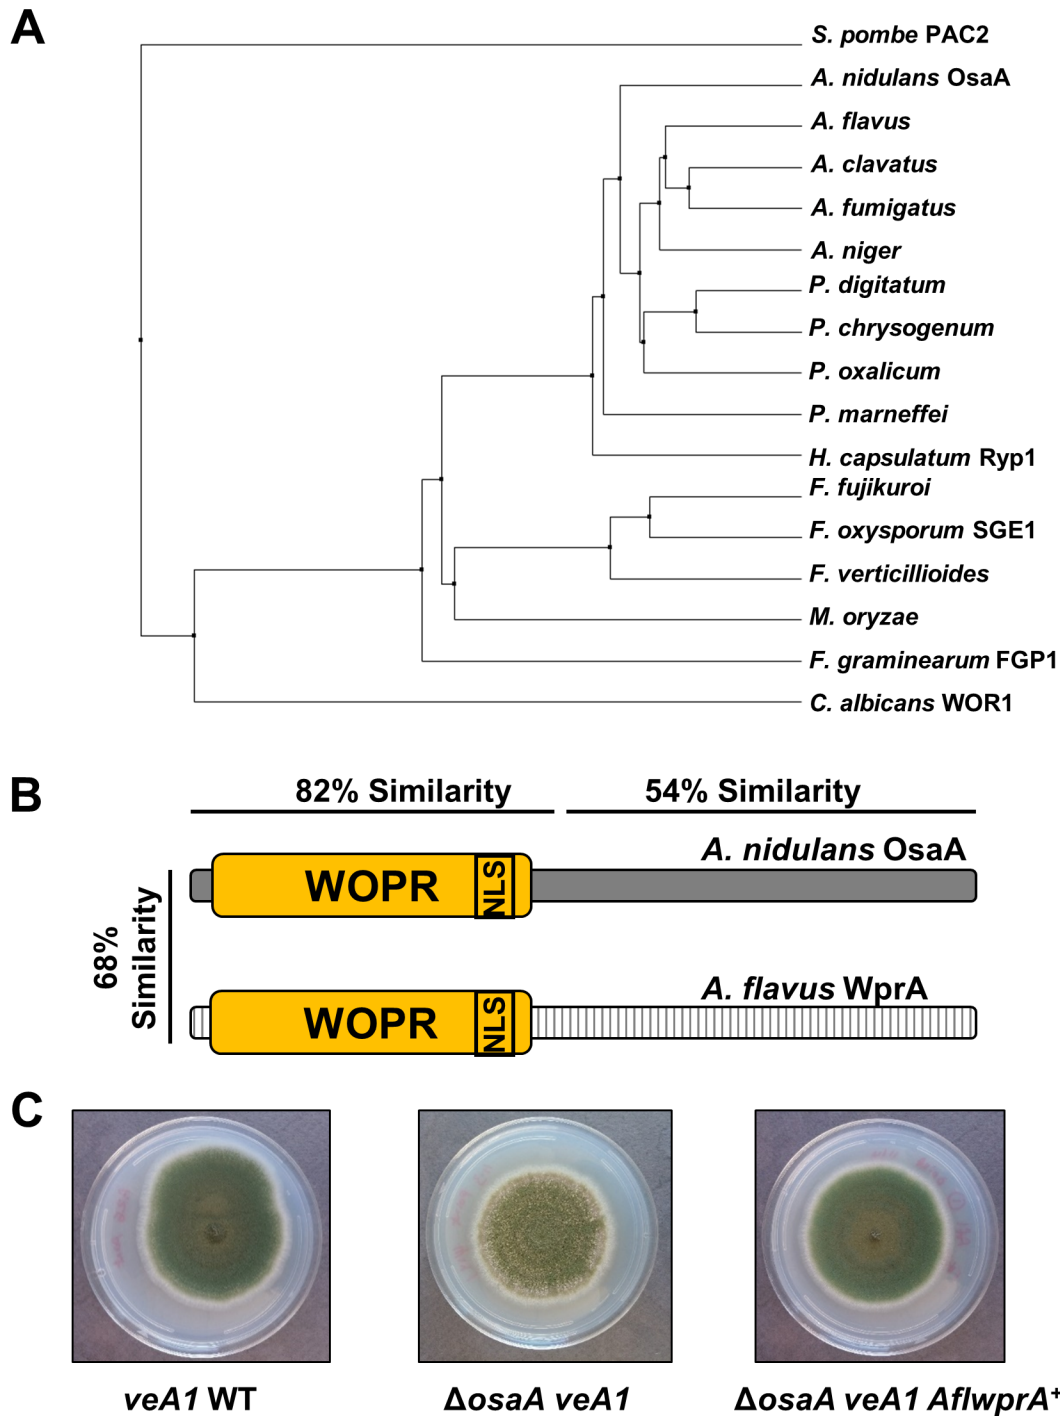 A
S. pombe PAC2
A. nidulans OsaA
A. flavus
A. clavatus
A. fumigatus
A. niger
P. digitatum
P. chrysogenum
P. oxalicum
P. marneffei
H. capsulatum Ryp1
F. fujikuroi
F. oxysporum SGE1
F. verticillioides
M. oryzae
F. graminearum FGP1
C. albicans WOR1
B
82% Similarity
54% Similarity
A. nidulans OsaA
WOPR
NLS
68%
Similarity
A. flavus WprA
WOPR
NLS
C
veA1 WT
ΔosaA veA1
ΔosaA veA1 AflwprA⁺